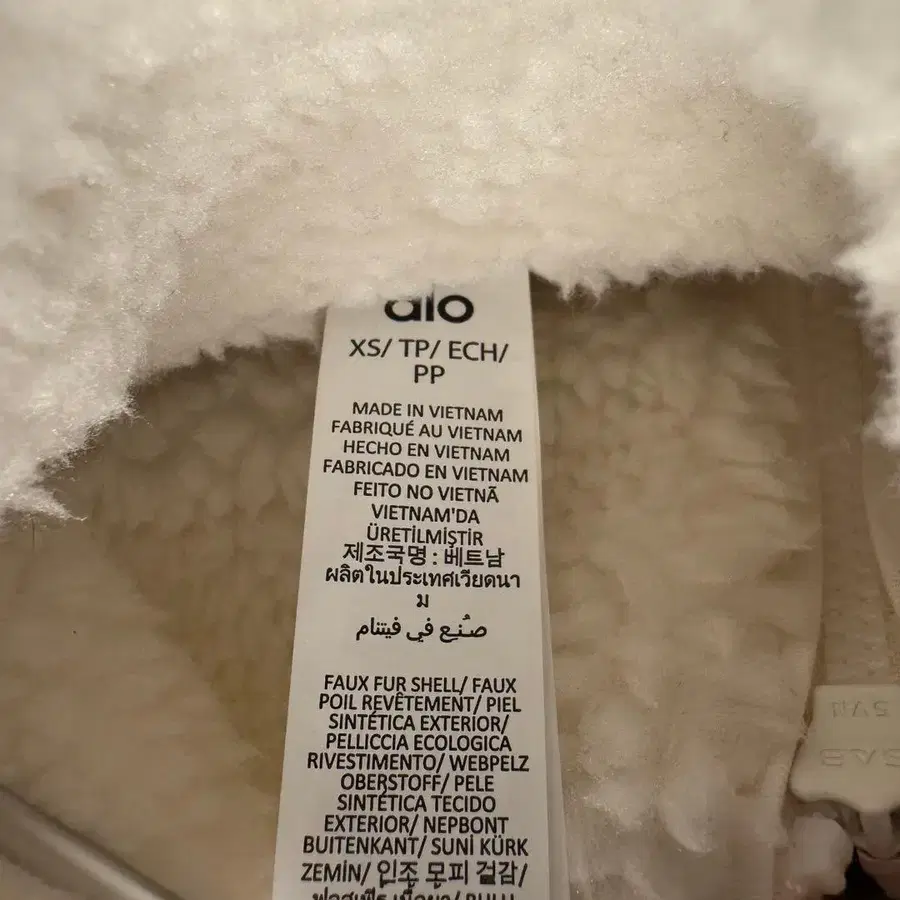 alo
XS/ TP/ ECH/
PP
MADE IN VIETNAM
FABRIQUÉ AU VIETNAM
HECHO EN VIETNAM
FABRICADO EN VIETNAM
FEITO NO VIETNÃ
VIETNAM'DA
ÜRETİLMİŞTİR
제조국명 : 베트남
ผลิตในประเทศเวียดนา
ม
صُنِع في فيتنام
FAUX FUR SHELL/ FAUX
POIL REVÊTEMENT/ PIEL
SINTÉTICA EXTERIOR/
PELLICCIA ECOLOGICA
RIVESTIMENTO/ WEBPELZ
OBERSTOFF/ PELE
SINTÉTICA TECIDO
EXTERIOR/ NEPBONT
BUITENKANT/ SUNİ KÜRK
ZEMİN/ 인조 모피 겉감/